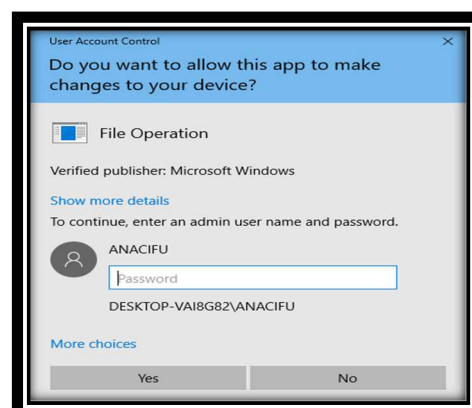 User Account Control
Do you want to allow this app to make
changes to your device?
File Operation
Verified publisher: Microsoft Windows
Show more details
To continue, enter an admin user name and password.
ANACIFU
Password
DESKTOP-VAI8G82\ANACIFU
More choices
Yes No